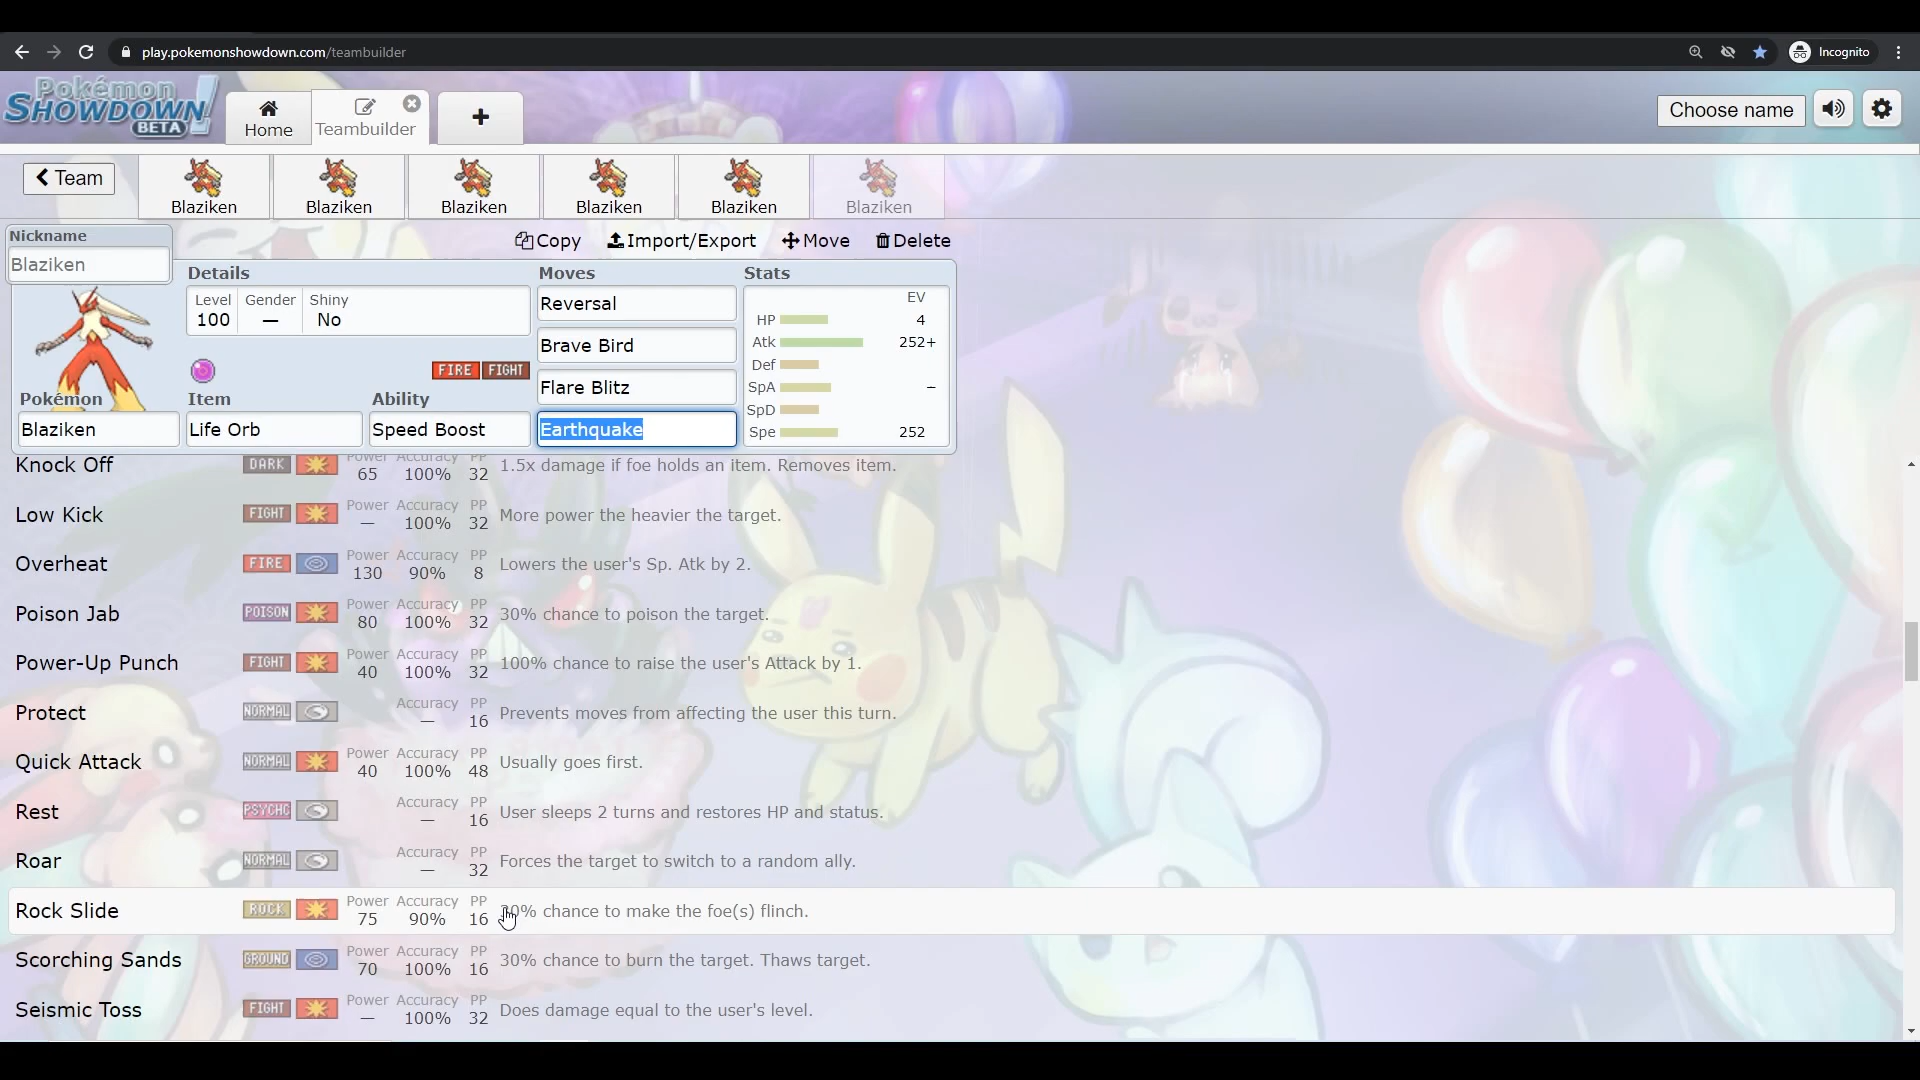 play.pokemonshowdown.com/teambuilder
Incognito
Pokémon
SHOWDOWN!
BETA
Home
Teambuilder
+
Choose name
Team
Blaziken
Blaziken
Blaziken
Blaziken
Blaziken
Blaziken
Nickname
Blaziken
Copy
Import/Export
Move
Delete
Details
Level Gender Shiny
100 — No
FIRE FIGHT
Pokémon
Blaziken
Item
Life Orb
Ability
Speed Boost
Moves
Reversal
Brave Bird
Flare Blitz
Earthquake
Stats
EV
HP 4
Atk 252+
Def
SpA −
SpD
Spe 252
Knock Off DARK Power 65 Accuracy 100% PP 32 1.5x damage if foe holds an item. Removes item.
Low Kick FIGHT Power — Accuracy 100% PP 32 More power the heavier the target.
Overheat FIRE Power 130 Accuracy 90% PP 8 Lowers the user's Sp. Atk by 2.
Poison Jab POISON Power 80 Accuracy 100% PP 32 30% chance to poison the target.
Power-Up Punch FIGHT Power 40 Accuracy 100% PP 32 100% chance to raise the user's Attack by 1.
Protect NORMAL Accuracy — PP 16 Prevents moves from affecting the user this turn.
Quick Attack NORMAL Power 40 Accuracy 100% PP 48 Usually goes first.
Rest PSYCHC Accuracy — PP 16 User sleeps 2 turns and restores HP and status.
Roar NORMAL Accuracy — PP 32 Forces the target to switch to a random ally.
Rock Slide ROCK Power 75 Accuracy 90% PP 16 30% chance to make the foe(s) flinch.
Scorching Sands GROUND Power 70 Accuracy 100% PP 16 30% chance to burn the target. Thaws target.
Seismic Toss FIGHT Power — Accuracy 100% PP 32 Does damage equal to the user's level.